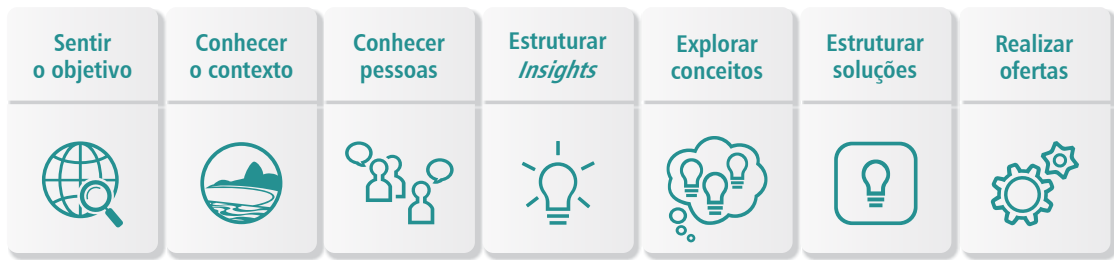 Sentir
o objetivo
Conhecer
o contexto
Conhecer
pessoas
Estruturar
Insights
Explorar
conceitos
Estruturar
soluções
Realizar
ofertas